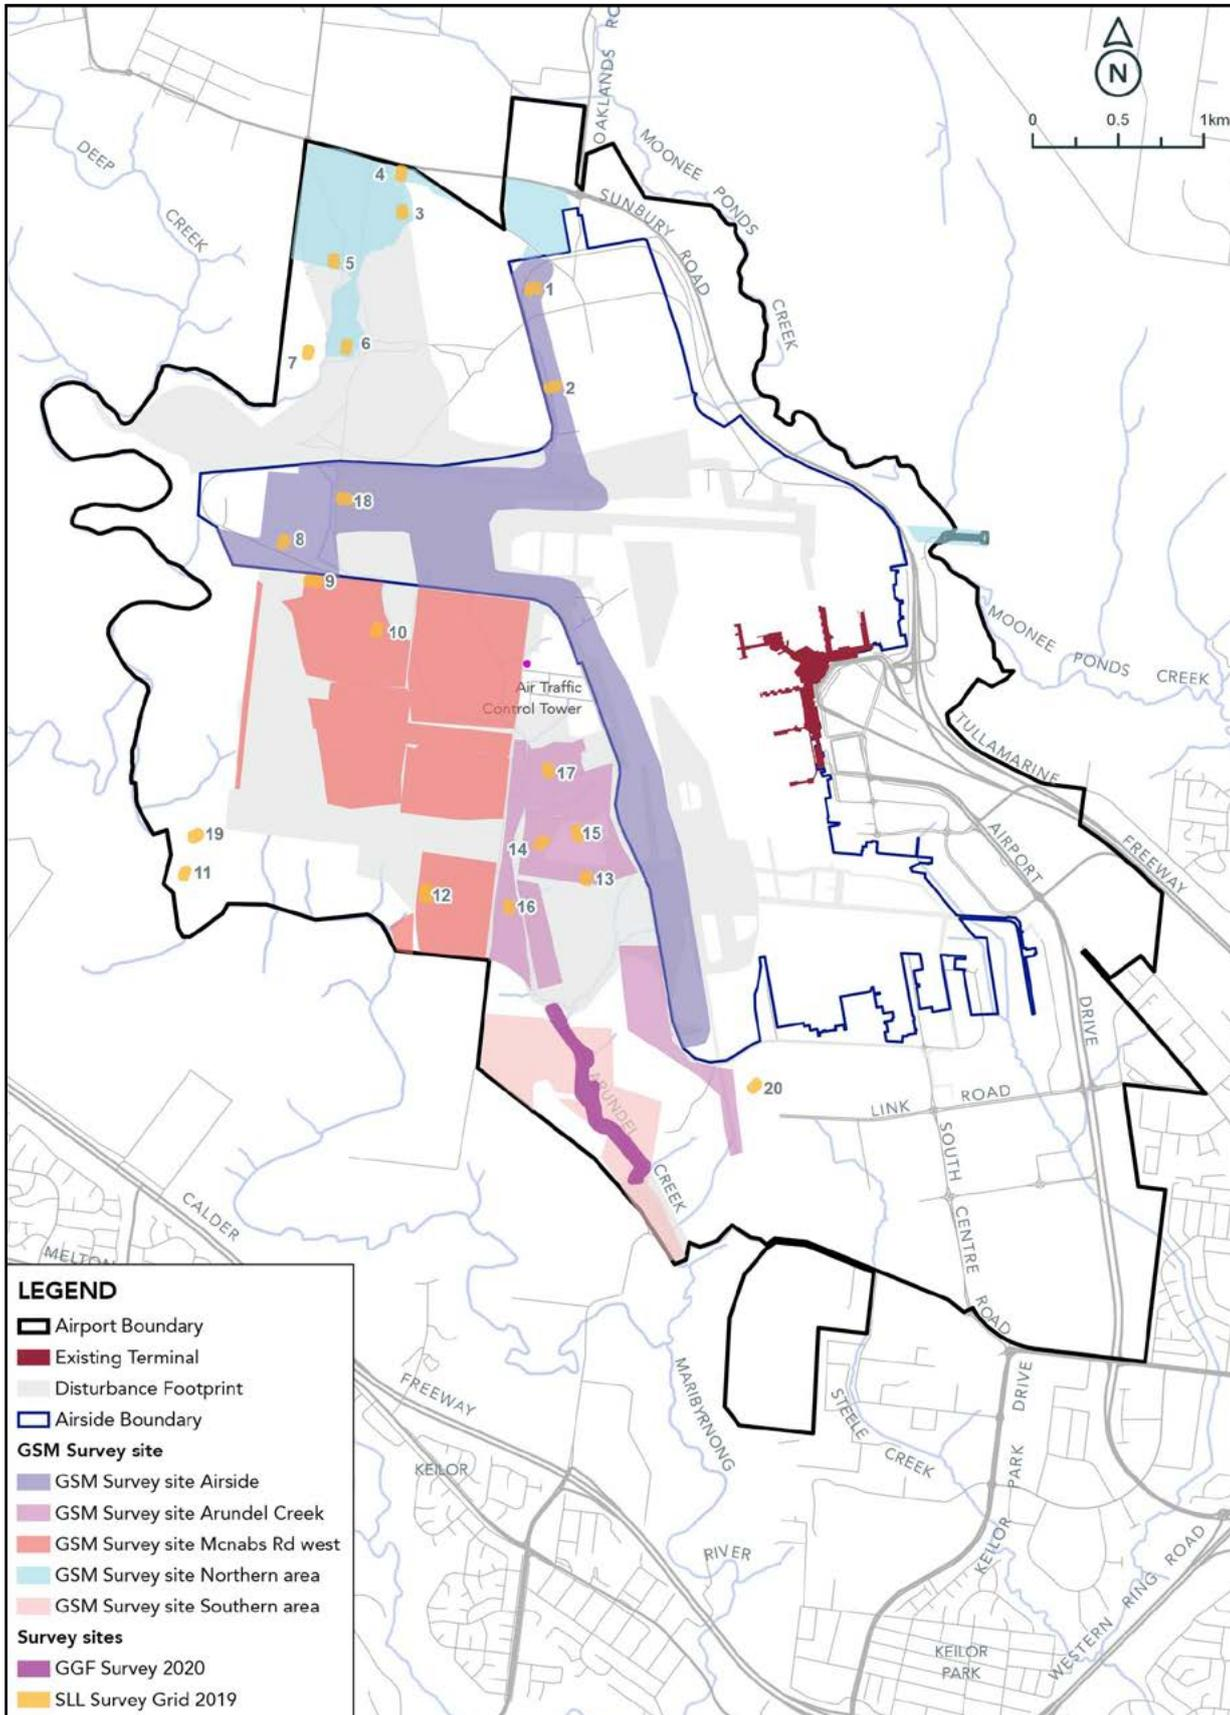 OAKLANDS RO
N
0 0.5 1km
DEEP
CREEK
MOONEE PONDS
CREEK
SUNBURY ROAD
4
3
5
1
6
7
2
18
8
9
10
MOONEE PONDS CREEK
Air Traffic
Control Tower
TULLAMARINE
FREEWAY
17
19
15
14
AIRPORT
DRIVE
11
13
12
16
20
LINK ROAD
ARUNDEL
CREEK
SOUTH
CENTRE
ROAD
CALDER
FREEWAY
MELTON
MARIBYRNONG
RIVER
STEELE
CREEK
KEILOR
KEILOR PARK DRIVE
WESTERN RING ROAD
KEILOR
PARK
LEGEND
Airport Boundary
Existing Terminal
Disturbance Footprint
Airside Boundary
GSM Survey site
GSM Survey site Airside
GSM Survey site Arundel Creek
GSM Survey site Mcnabs Rd west
GSM Survey site Northern area
GSM Survey site Southern area
Survey sites
GGF Survey 2020
SLL Survey Grid 2019